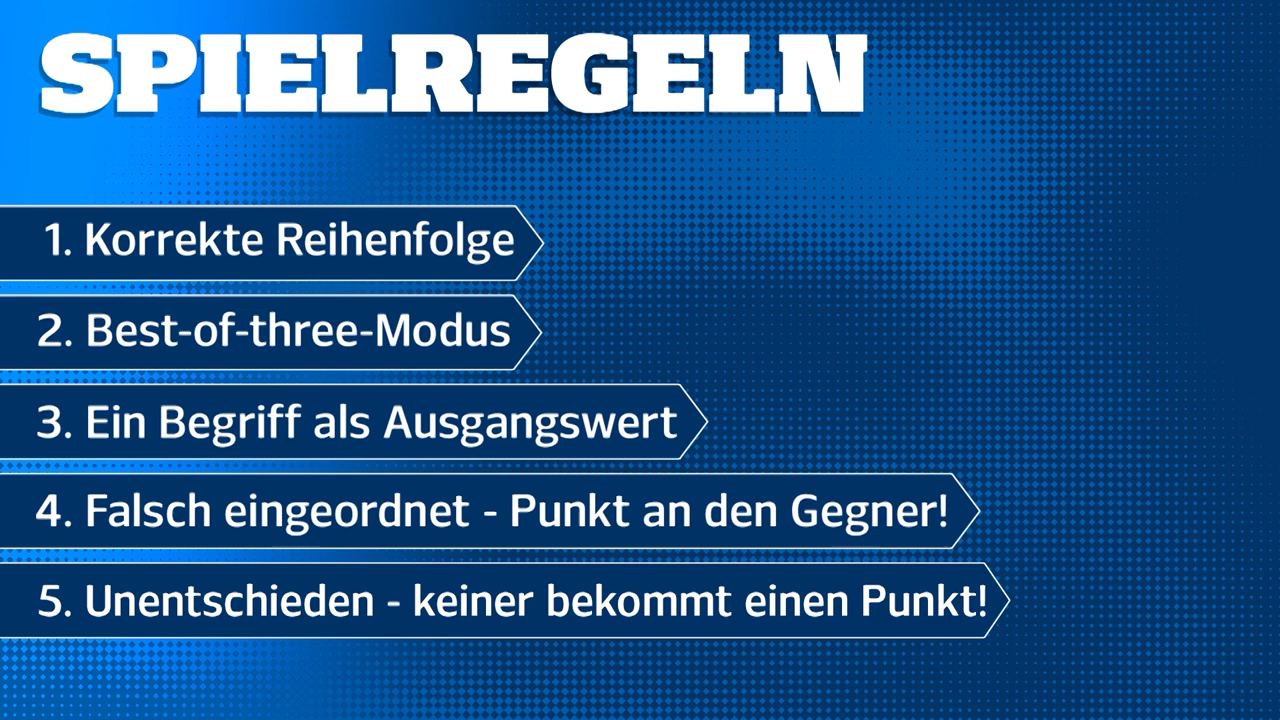 SPIELREGELN
1. Korrekte Reihenfolge
2. Best-of-three-Modus
3. Ein Begriff als Ausgangswert
4. Falsch eingeordnet - Punkt an den Gegner!
5. Unentschieden - keiner bekommt einen Punkt!